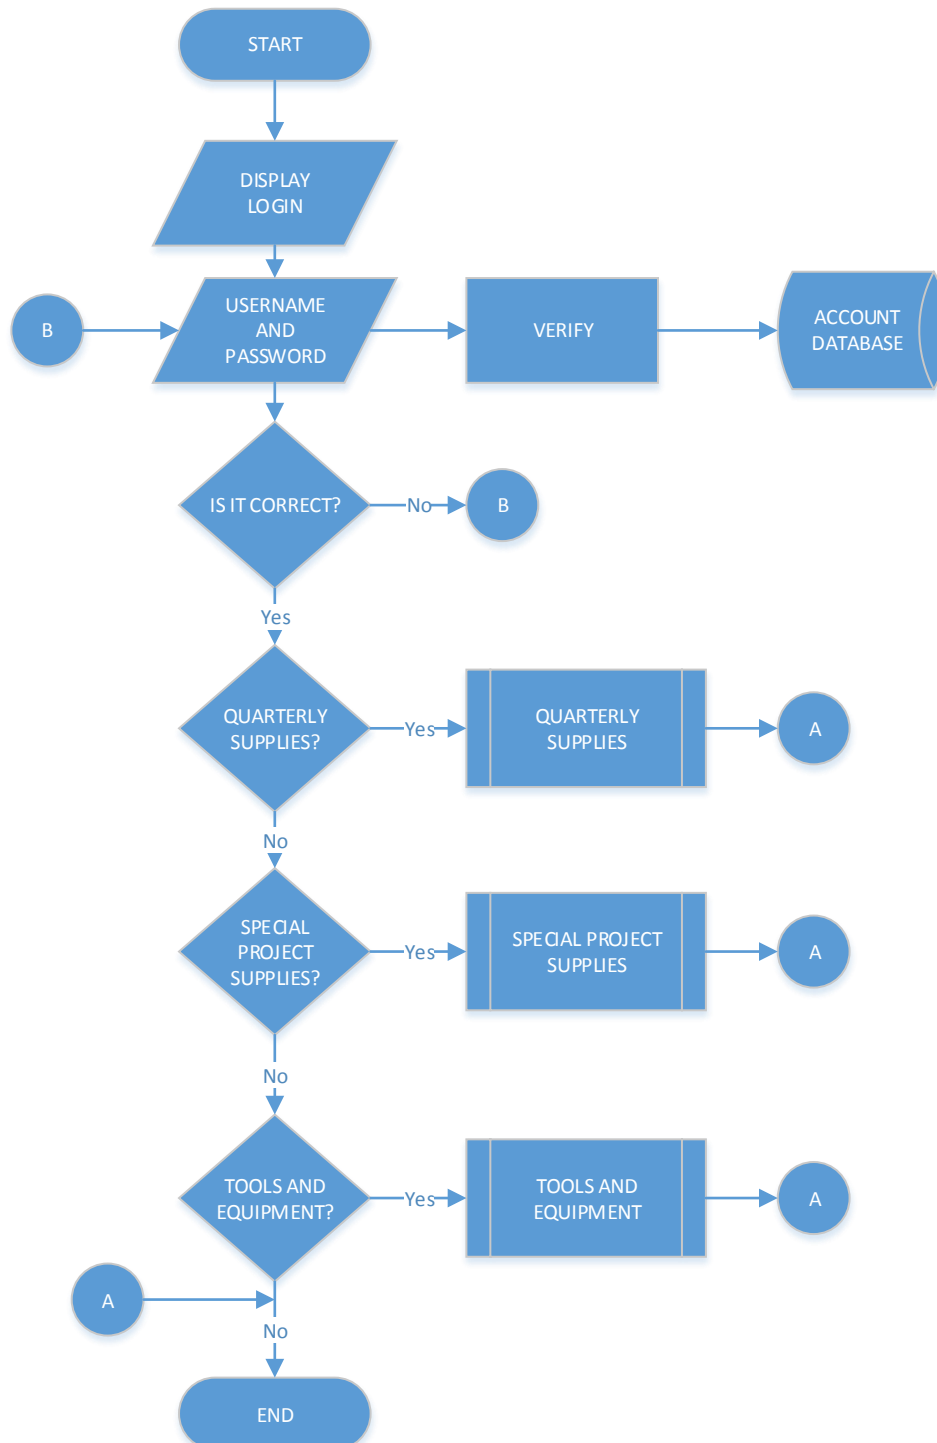 START
DISPLAY
LOGIN
B
USERNAME
AND
PASSWORD
VERIFY
ACCOUNT
DATABASE
IS IT CORRECT?
No
B
Yes
QUARTERLY
SUPPLIES?
Yes
QUARTERLY
SUPPLIES
A
No
SPECIAL
PROJECT
SUPPLIES?
Yes
SPECIAL PROJECT
SUPPLIES
A
No
TOOLS AND
EQUIPMENT?
Yes
TOOLS AND
EQUIPMENT
A
A
No
END